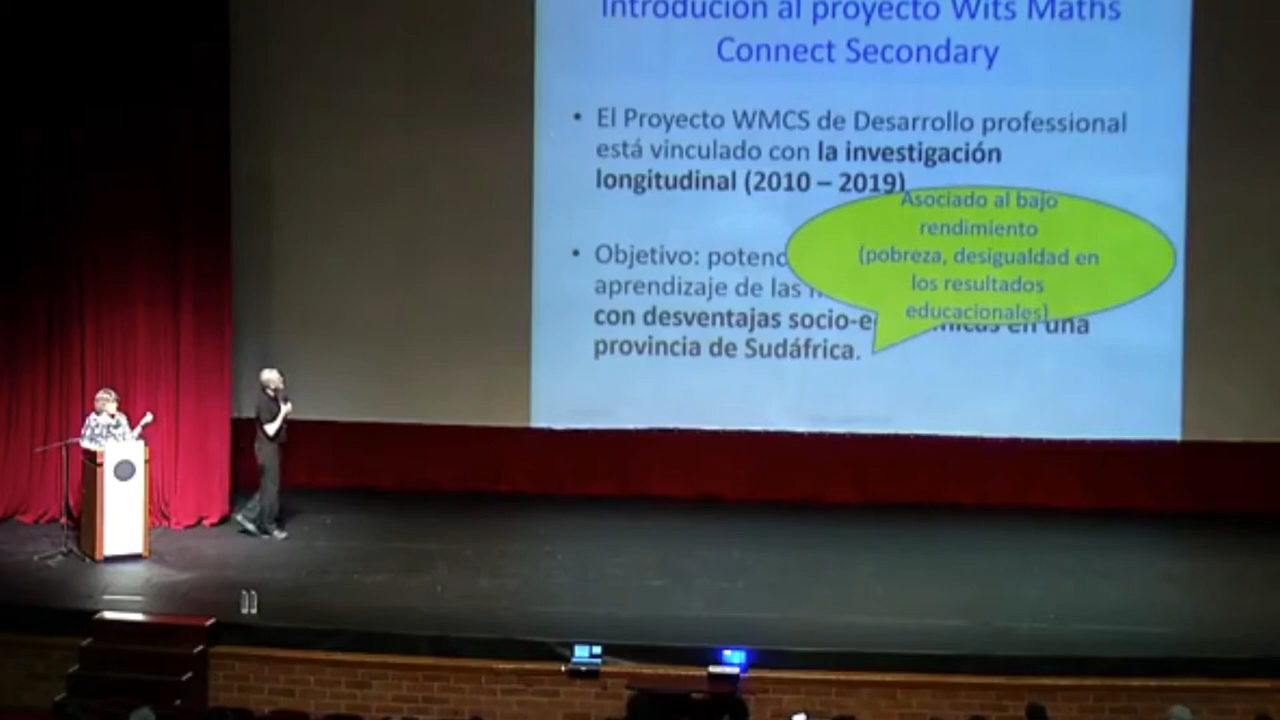 Introdución al proyecto Wits Maths
Connect Secondary
• El Proyecto WMCS de Desarrollo professional
está vinculado con la investigación
longitudinal (2010 – 2019)
Asociado al bajo
rendimiento
(pobreza, desigualdad en
los resultados
educacionales)
• Objetivo:
aprendizaje de las
con desventajas en una
provincia de Sudáfrica.